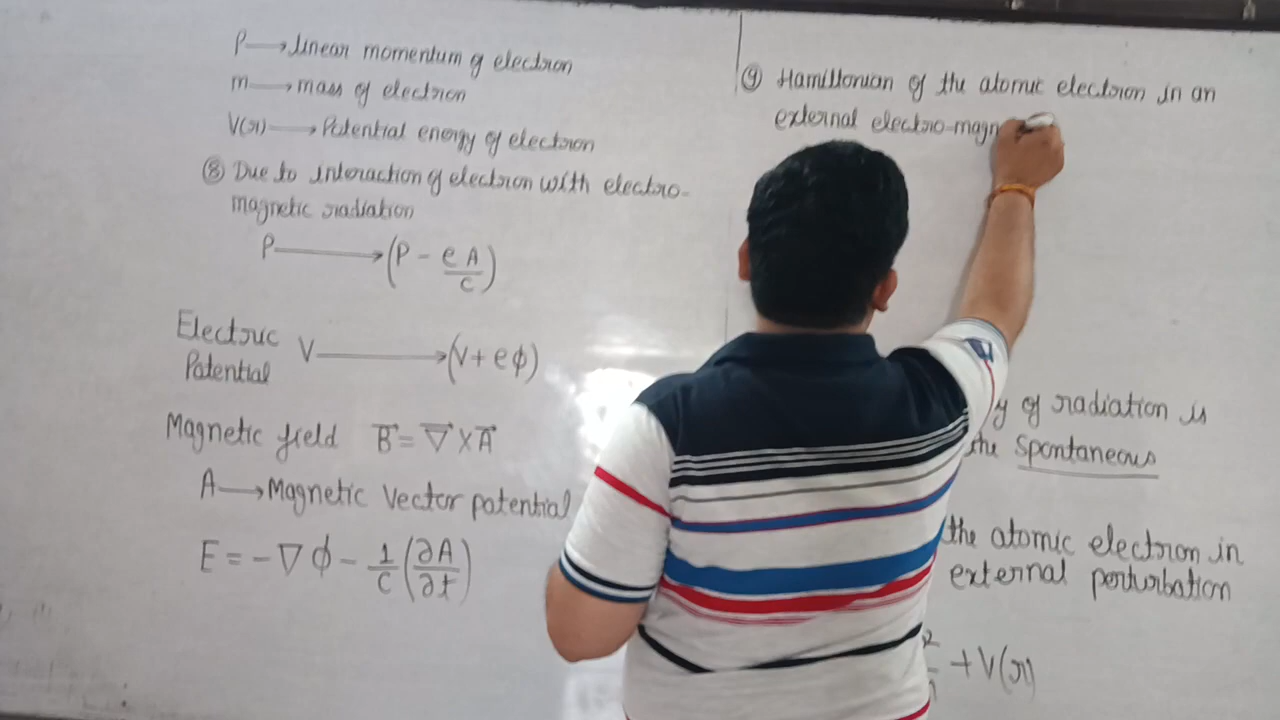 P → linear momentum of electron
m → mass of electron
V(r) → Potential energy of electron
⑧ Due to interaction of electron with electro-
magnetic radiation
P → (P - eA/c)
Electric
Potential
V → (V + eϕ)
Magnetic field B⃗ = ∇⃗ × A⃗
A → Magnetic Vector potential
E = -∇ϕ - 1/c (∂A/∂t)
⑨ Hamiltonian of the atomic electron in an
external electro-magn
y of radiation is
the Spontaneous
the atomic electron in
external perturbation
+ V(r)